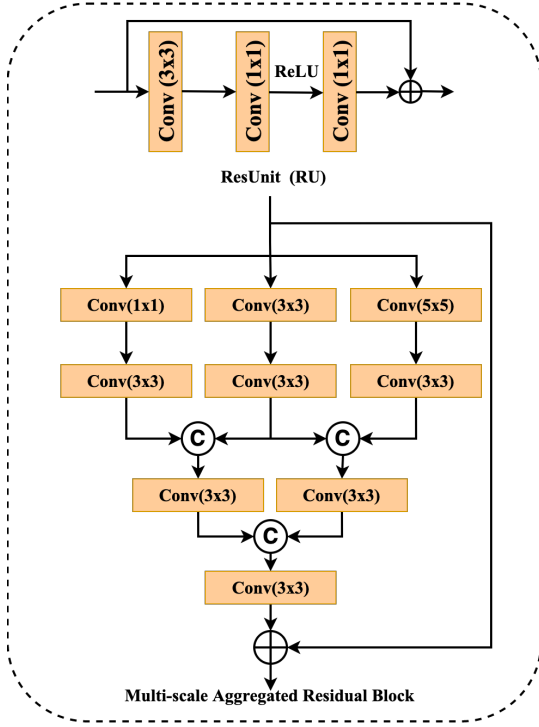 Conv (3x3)
Conv (1x1)
ReLU
Conv (1x1)
ResUnit (RU)
Conv(1x1)
Conv(3x3)
Conv(5x5)
Conv(3x3)
Conv(3x3)
Conv(3x3)
C
C
Conv(3x3)
Conv(3x3)
C
Conv(3x3)
Multi-scale Aggregated Residual Block